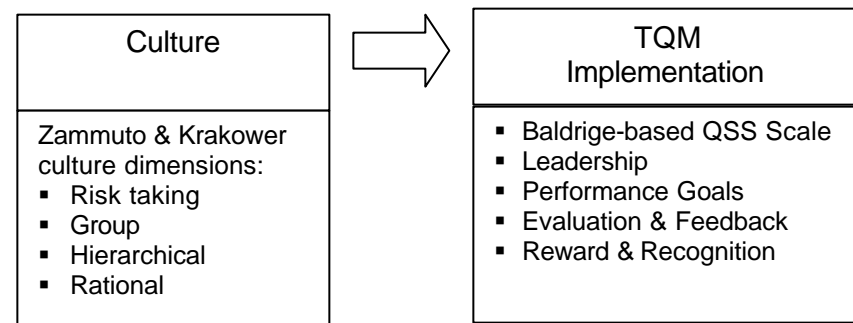 Culture
Zammuto & Krakower
culture dimensions:
▪ Risk taking
▪ Group
▪ Hierarchical
▪ Rational
TQM
Implementation
▪ Baldrige-based QSS Scale
▪ Leadership
▪ Performance Goals
▪ Evaluation & Feedback
▪ Reward & Recognition